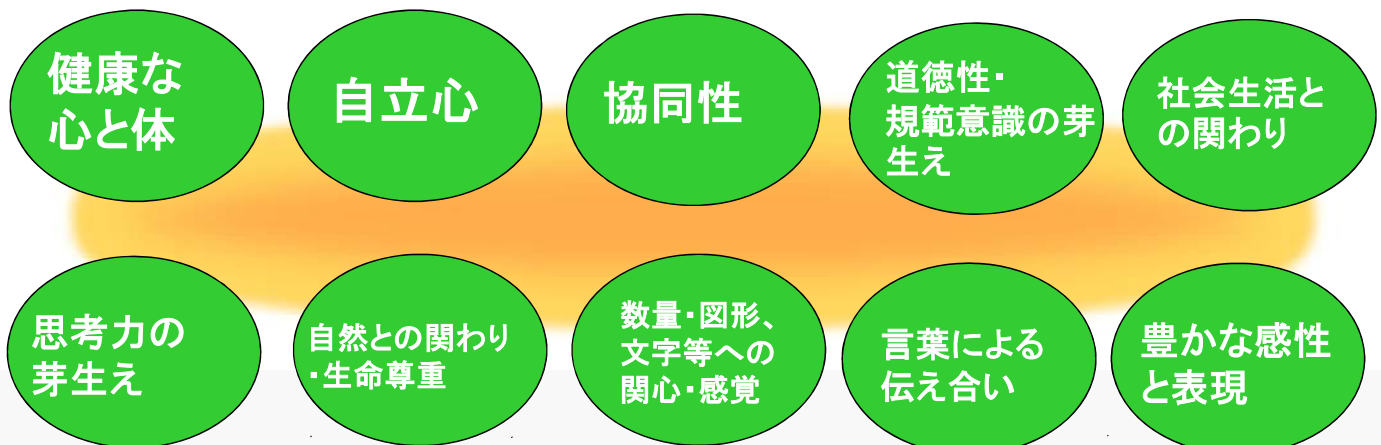 健康な
心と体
自立心
協同性
道徳性・
規範意識の芽
生え
社会生活と
の関わり
思考力の
芽生え
自然との関わり
・生命尊重
数量・図形、
文字等への
関心・感覚
言葉による
伝え合い
豊かな感性
と表現